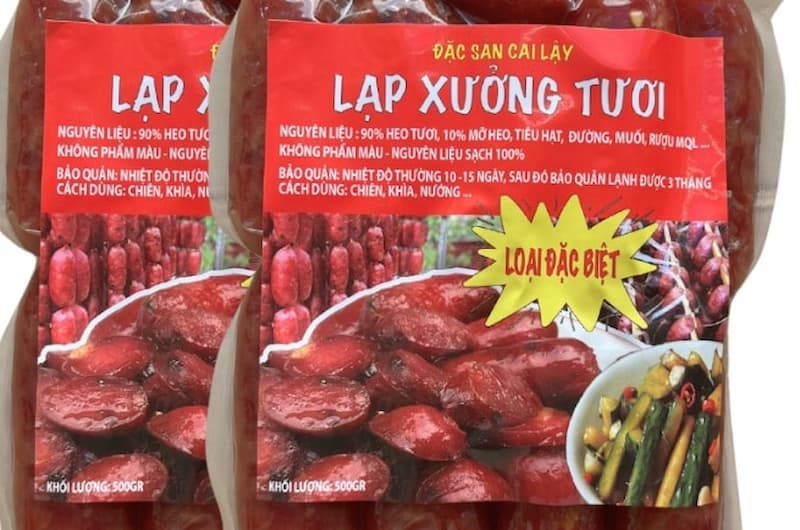 ĐẶC SẢN CAI LẬY
LẠP XƯỞNG TƯƠI
NGUYÊN LIỆU : 90% HEO TƯƠI, 10% MỠ HEO, TIÊU HẠT, ĐƯỜNG, MUỐI, RƯỢU MQL ...
KHÔNG PHẨM MÀU - NGUYÊN LIỆU SẠCH 100%
BẢO QUẢN: NHIỆT ĐỘ THƯỜNG 10 -15 NGÀY, SAU ĐÓ BẢO QUẢN LẠNH ĐƯỢC 3 THÁNG
CÁCH DÙNG: CHIÊN, KHÌA, NƯỚNG ...
LOẠI ĐẶC BIỆT
KHỐI LƯỢNG: 500GR
LẠP
NGUYÊN LIỆU : 90% HEO TƯƠI
KHÔNG PHẨM MÀU - NGUYÊN
BẢO QUẢN: NHIỆT ĐỘ THƯỜN
CÁCH DÙNG: CHIÊN, KHÌA, NƯ
KHỐI LƯỢNG: 500GR